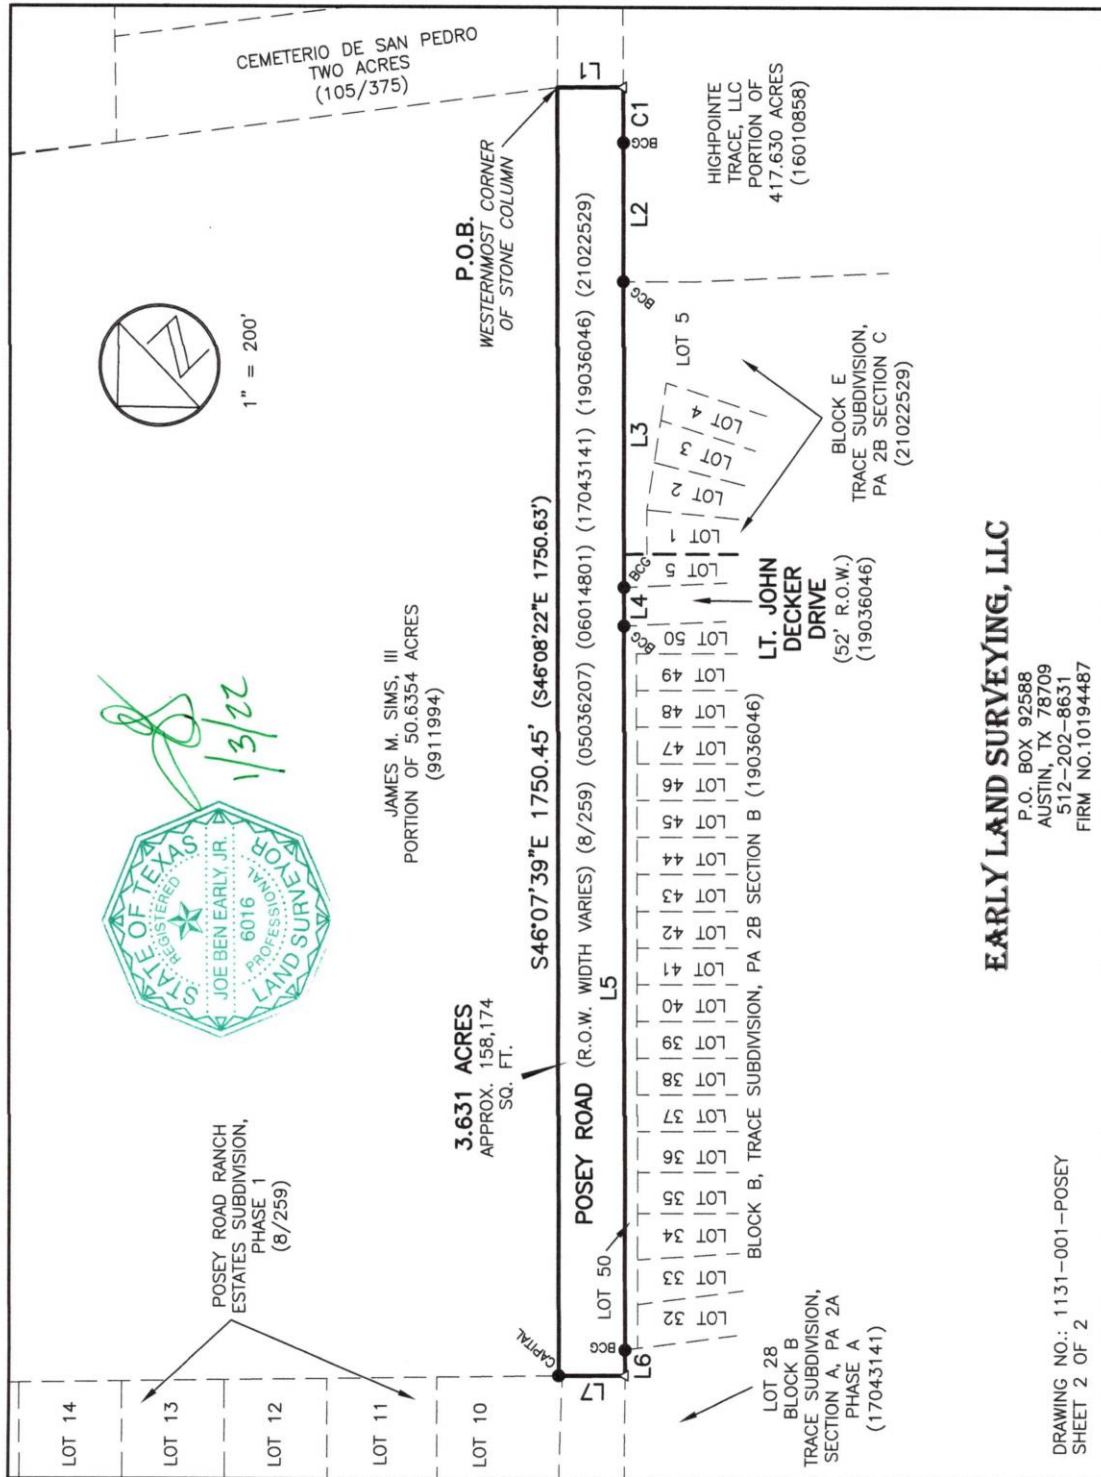 CEMETERIO DE SAN PEDRO
TWO ACRES
(105/375)
1" = 200'
1/3/22
STATE OF TEXAS
REGISTERED
JOE BEN EARLY, JR.
6016
PROFESSIONAL
LAND SURVEYOR
JAMES M. SIMS, III
PORTION OF 50.6354 ACRES
(9911994)
POSEY ROAD RANCH
ESTATES SUBDIVISION,
PHASE 1
(8/259)
LOT 14
LOT 13
LOT 12
LOT 11
LOT 10
P.O.B.
WESTERNMOST CORNER
OF STONE COLUMN
3.631 ACRES
APPROX. 158,174
SQ. FT.
CAPITAL
S46°07'39"E 1750.45' (S46°08'22"E 1750.63')
L7
POSEY ROAD (R.O.W. WIDTH VARIES) (8/259) (05036207) (06014801) (17043141) (19036046) (21022529)
L1
LOT 50
BCG
L6
L5
BCG
L4
BCG
L3
BCG
L2
BCG
C1
LOT 32
LOT 33
LOT 34
LOT 35
LOT 36
LOT 37
LOT 38
LOT 39
LOT 40
LOT 41
LOT 42
LOT 43
LOT 44
LOT 45
LOT 46
LOT 47
LOT 48
LOT 49
LOT 50
LOT 5
LOT 1
LOT 2
LOT 3
LOT 4
LOT 5
BLOCK B, TRACE SUBDIVISION, PA 2B SECTION B (19036046)
LT. JOHN
DECKER
DRIVE
(52' R.O.W.)
(19036046)
HIGHPOINTE
TRACE, LLC
PORTION OF
417.630 ACRES
(16010858)
BLOCK E
TRACE SUBDIVISION,
PA 2B SECTION C
(21022529)
LOT 28
BLOCK B
TRACE SUBDIVISION,
SECTION A, PA 2A
PHASE A
(17043141)
EARLY LAND SURVEYING, LLC
P.O. BOX 92588
AUSTIN, TX 78709
512-202-8631
FIRM NO.10194487
DRAWING NO.: 1131-001-POSEY
SHEET 2 OF 2